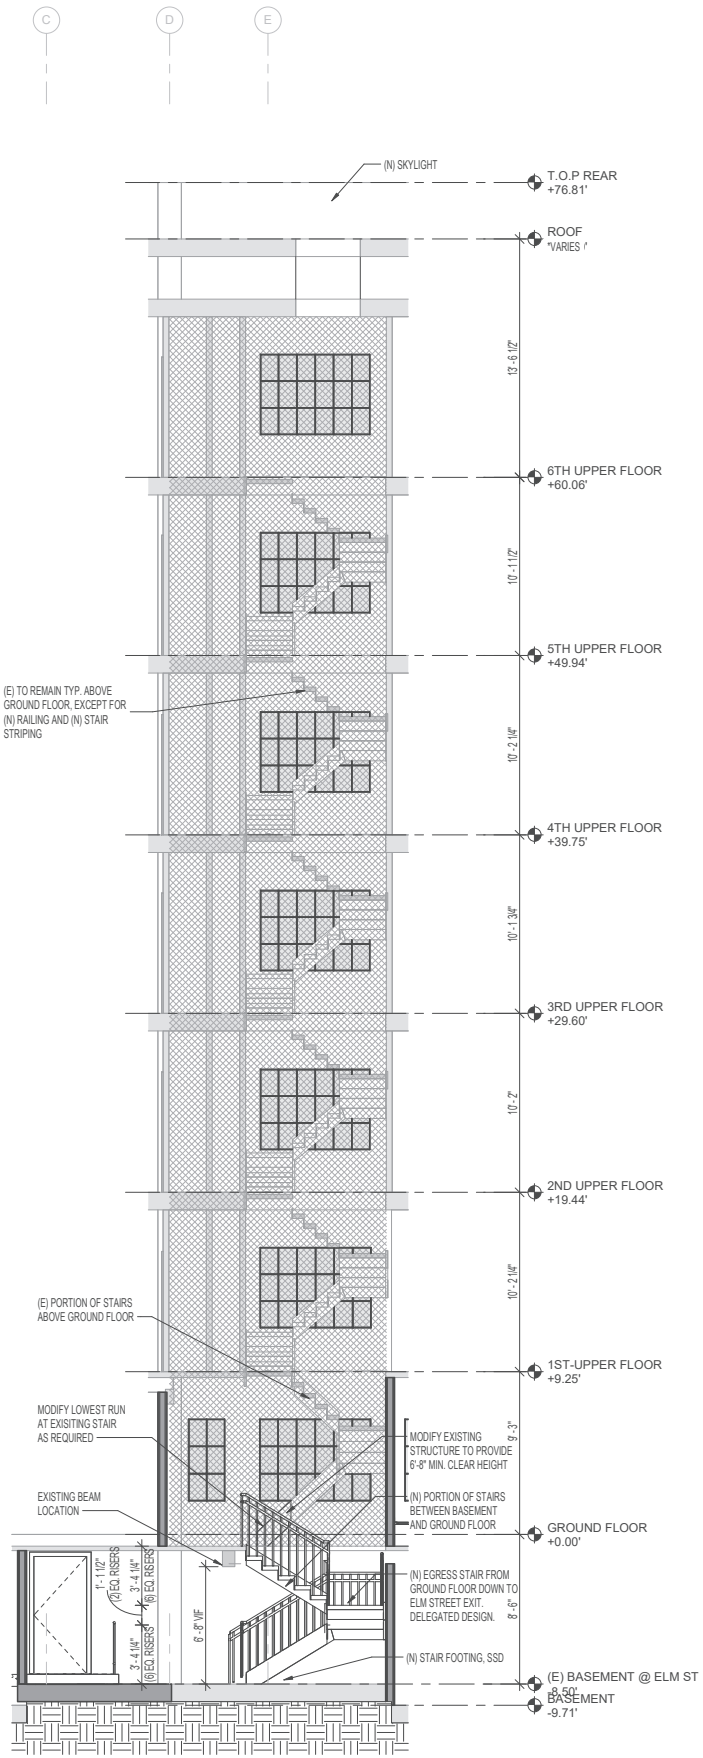 C
D
E
(N) SKYLIGHT
T.O.P REAR
+76.81'
ROOF
*VARIES
13' - 6 1/2"
6TH UPPER FLOOR
+60.06'
10' - 1 1/2"
5TH UPPER FLOOR
+49.94'
(E) TO REMAIN TYP. ABOVE
GROUND FLOOR, EXCEPT FOR
(N) RAILING AND (N) STAIR
STRIPING
10' - 2 1/4"
4TH UPPER FLOOR
+39.75'
10' - 1 3/4"
3RD UPPER FLOOR
+29.60'
10' - 2"
2ND UPPER FLOOR
+19.44'
10' - 2 1/4"
(E) PORTION OF STAIRS
ABOVE GROUND FLOOR
1ST-UPPER FLOOR
+9.25'
MODIFY LOWEST RUN
AT EXISITING STAIR
AS REQUIRED
9' - 3"
MODIFY EXISTING
STRUCTURE TO PROVIDE
6'-8" MIN. CLEAR HEIGHT
EXISTING BEAM
LOCATION
(N) PORTION OF STAIRS
BETWEEN BASEMENT
AND GROUND FLOOR
GROUND FLOOR
+0.00'
1' - 1 1/2"
(2) EQ. RISERS
3' - 4 1/4"
(6) EQ. RISERS
3' - 4 1/4"
(6) EQ. RISERS
6' - 8" VIF
(N) EGRESS STAIR FROM
GROUND FLOOR DOWN TO
ELM STREET EXIT.
DELEGATED DESIGN.
8' - 6"
(N) STAIR FOOTING, SSD
(E) BASEMENT @ ELM ST
-8.50'
BASEMENT
-9.71'